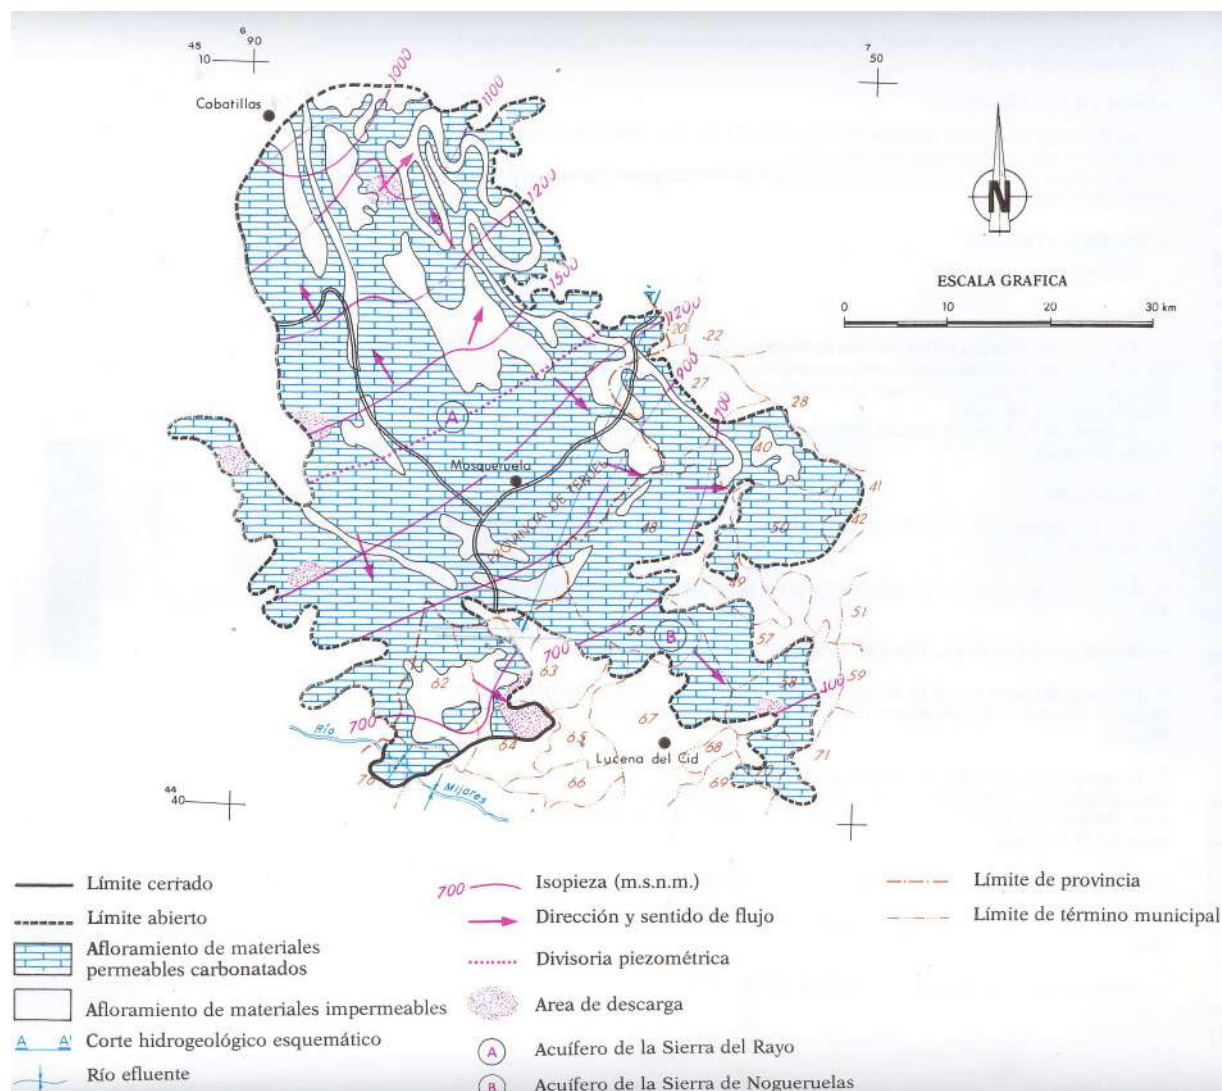 45
10
6
90
7
50
1000
1100
Cobatillas
1200
N
1500
ESCALA GRAFICA
0
10
20
30 km
A'
1200
20
22
900
27
700
28
A
40
Mosqueruela
41
PROVINCIA DE TERUEL
48
50
42
49
51
A
56
B
57
700
63
62
58
400
59
700
67
Río
64
65
68
71
Lucena del Cid
70
66
69
70
Mijares
44
40
Límite cerrado
Límite abierto
Afloramiento de materiales
permeables carbonatados
Afloramiento de materiales impermeables
A A' Corte hidrogeológico esquemático
Río efluente
700 Isopieza (m.s.n.m.)
Dirección y sentido de flujo
Divisoria piezométrica
Area de descarga
A Acuífero de la Sierra del Rayo
B Acuífero de la Sierra de Nogueruelas
Límite de provincia
Límite de término municipal